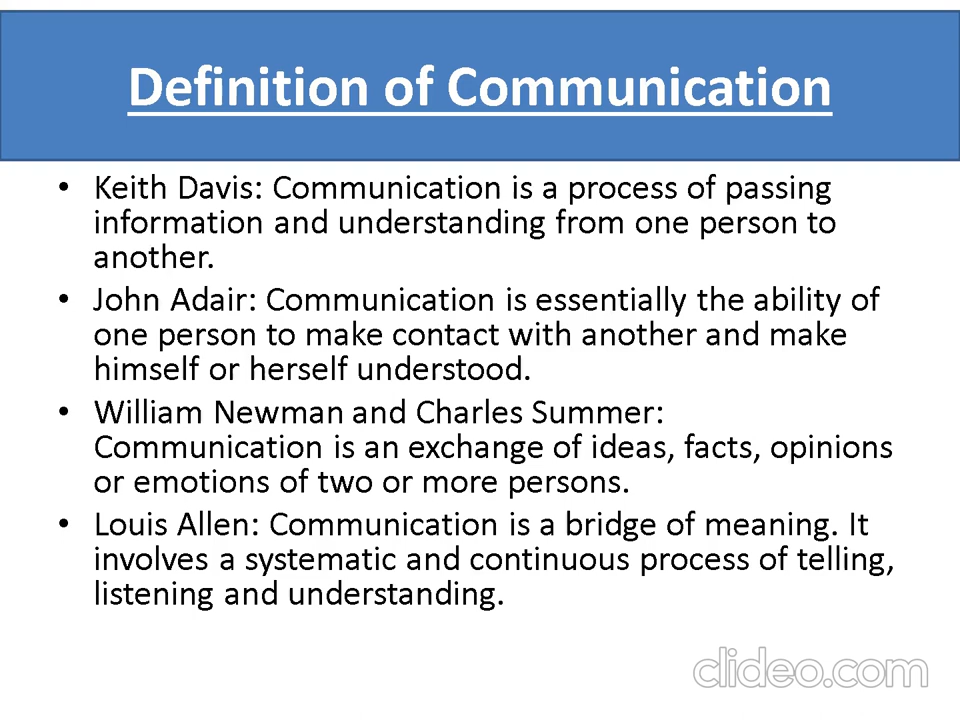 Definition of Communication
• Keith Davis: Communication is a process of passing
information and understanding from one person to
another.
• John Adair: Communication is essentially the ability of
one person to make contact with another and make
himself or herself understood.
• William Newman and Charles Summer:
Communication is an exchange of ideas, facts, opinions
or emotions of two or more persons.
• Louis Allen: Communication is a bridge of meaning. It
involves a systematic and continuous process of telling,
listening and understanding.
clideo.com